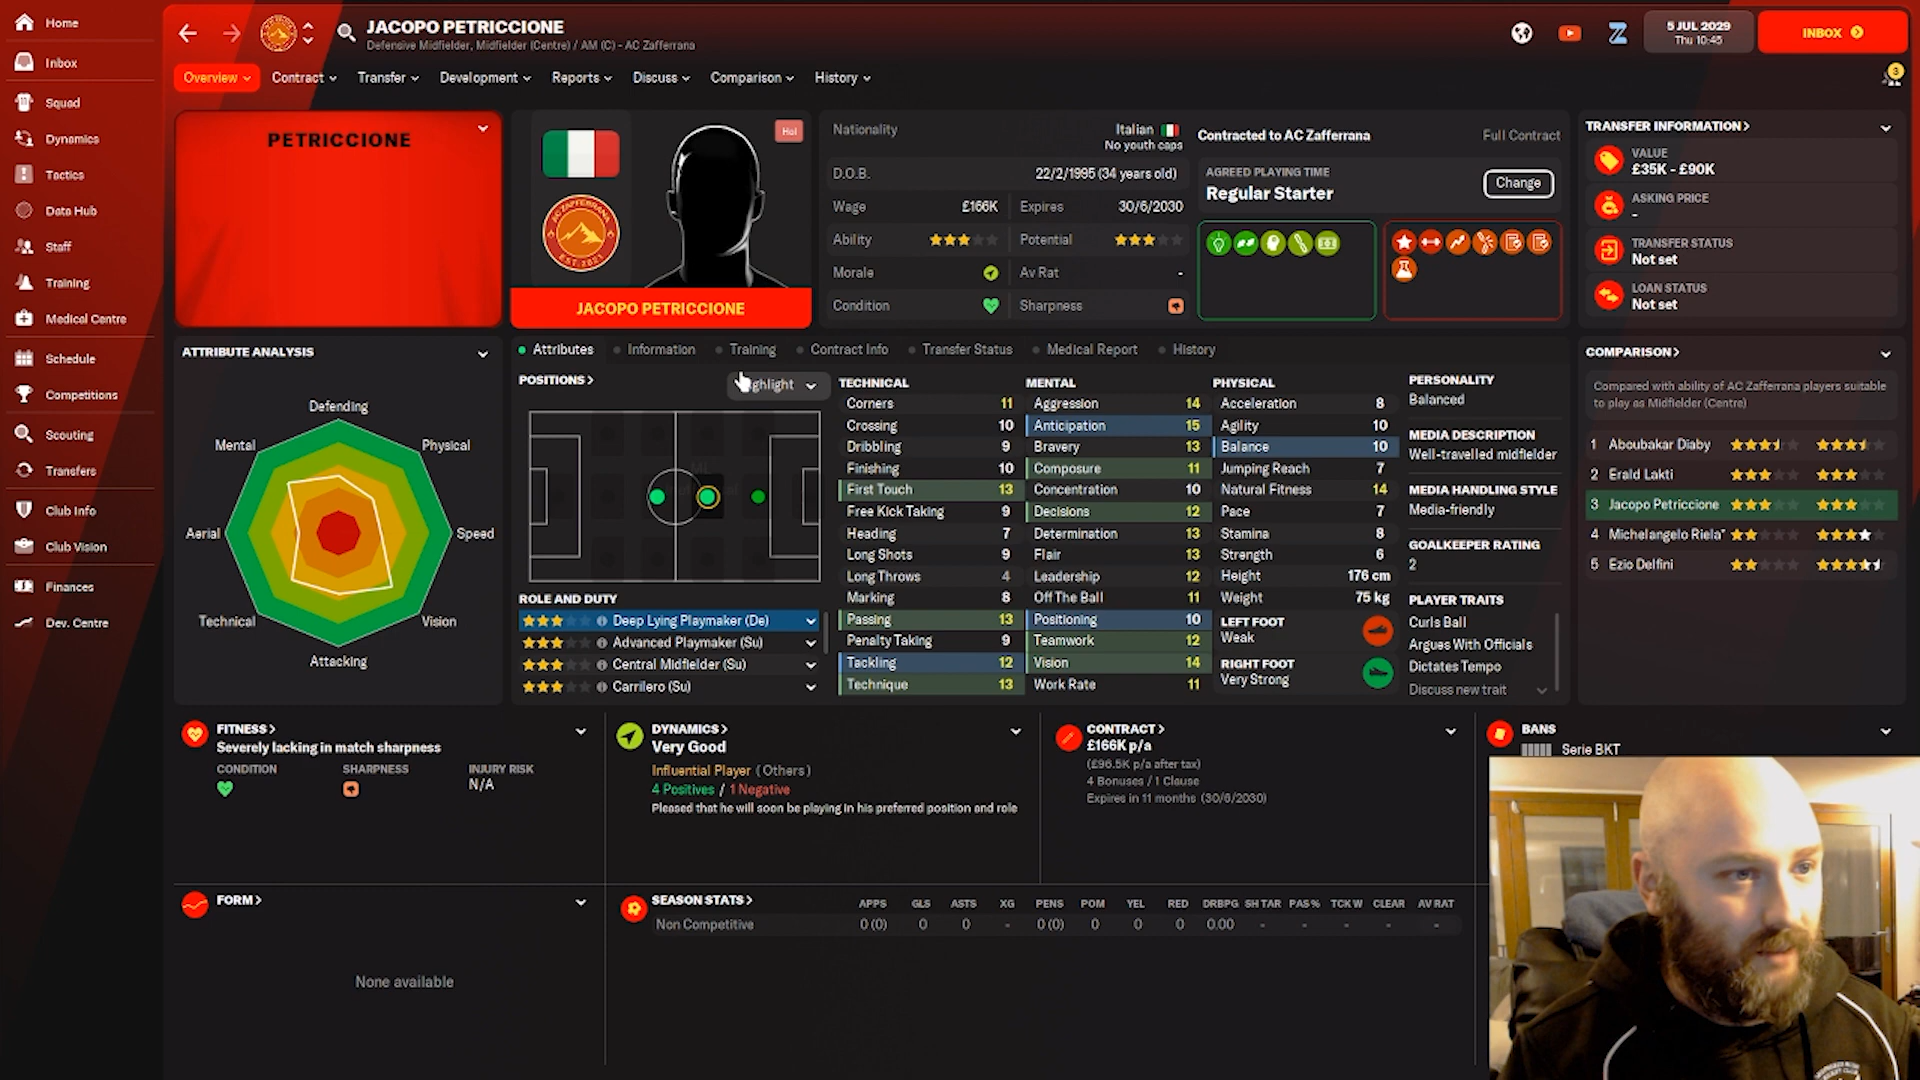 Home
Inbox
Squad
Dynamics
Tactics
Data Hub
Staff
Training
Medical Centre
Schedule
Competitions
Scouting
Transfers
Club Info
Club Vision
Finances
Dev. Centre
JACOPO PETRICCIONE
Defensive Midfielder, Midfielder (Centre) / AM (C) - AC Zafferrana
5 JUL 2029
Thu 10:45
INBOX
3
Overview
Contract
Transfer
Development
Reports
Discuss
Comparison
History
PETRICCIONE
AC ZAFFERRANA
EST. 2021
Hol
JACOPO PETRICCIONE
Nationality
Italian
No youth caps
D.O.B.
22/2/1995 (34 years old)
Wage £166K
Expires 30/6/2030
Ability
Potential
Morale
Av Rat -
Condition
Sharpness
Contracted to AC Zafferrana
Full Contract
AGREED PLAYING TIME
Regular Starter
Change
TRANSFER INFORMATION>
VALUE
£35K - £90K
ASKING PRICE
-
TRANSFER STATUS
Not set
LOAN STATUS
Not set
ATTRIBUTE ANALYSIS
Defending
Physical
Speed
Vision
Attacking
Technical
Aerial
Mental
Attributes
Information
Training
Contract Info
Transfer Status
Medical Report
History
POSITIONS>
ghlight
ROLE AND DUTY
Deep Lying Playmaker (De)
Advanced Playmaker (Su)
Central Midfielder (Su)
Carrilero (Su)
TECHNICAL
Corners 11
Crossing 10
Dribbling 9
Finishing 10
First Touch 13
Free Kick Taking 9
Heading 7
Long Shots 9
Long Throws 4
Marking 8
Passing 13
Penalty Taking 9
Tackling 12
Technique 13
MENTAL
Aggression 14
Anticipation 15
Bravery 13
Composure 11
Concentration 10
Decisions 12
Determination 13
Flair 13
Leadership 12
Off The Ball 11
Positioning 10
Teamwork 12
Vision 14
Work Rate 11
PHYSICAL
Acceleration 8
Agility 10
Balance 10
Jumping Reach 7
Natural Fitness 14
Pace 7
Stamina 8
Strength 6
Height 176 cm
Weight 75 kg
LEFT FOOT
Weak
RIGHT FOOT
Very Strong
PERSONALITY
Balanced
MEDIA DESCRIPTION
Well-travelled midfielder
MEDIA HANDLING STYLE
Media-friendly
GOALKEEPER RATING
2
PLAYER TRAITS
Curls Ball
Argues With Officials
Dictates Tempo
Discuss new trait
COMPARISON>
Compared with ability of AC Zafferrana players suitable
to play as Midfielder (Centre)
1 Aboubakar Diaby
2 Erald Lakti
3 Jacopo Petriccione
4 Michelangelo Riela
5 Ezio Delfini
FITNESS>
Severely lacking in match sharpness
CONDITION
SHARPNESS
INJURY RISK
N/A
DYNAMICS>
Very Good
Influential Player (Others)
4 Positives / 1 Negative
Pleased that he will soon be playing in his preferred position and role
CONTRACT>
£166K p/a
(£96.5K p/a after tax)
4 Bonuses / 1 Clause
Expires in 11 months (30/6/2030)
BANS
Serie BKT
FORM>
None available
SEASON STATS>
APPS GLS ASTS XG PENS POM YEL RED DRBPG SH TAR PAS % TCK W CLEAR AV RAT
Non Competitive 0 (0) 0 0 - 0 (0) 0 0 0 0.00 - - - - -